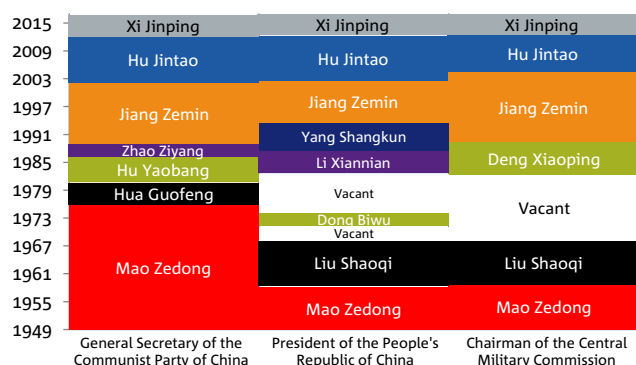 2015
2009
2003
1997
1991
1985
1979
1973
1967
1961
1955
1949
Xi Jinping
Hu Jintao
Jiang Zemin
Zhao Ziyang
Hu Yaobang
Hua Guofeng
Mao Zedong
General Secretary of the
Communist Party of China
Xi Jinping
Hu Jintao
Jiang Zemin
Yang Shangkun
Li Xiannian
Vacant
Dong Biwu
Vacant
Liu Shaoqi
Mao Zedong
President of the People's
Republic of China
Xi Jinping
Hu Jintao
Jiang Zemin
Deng Xiaoping
Vacant
Liu Shaoqi
Mao Zedong
Chairman of the Central
Military Commission